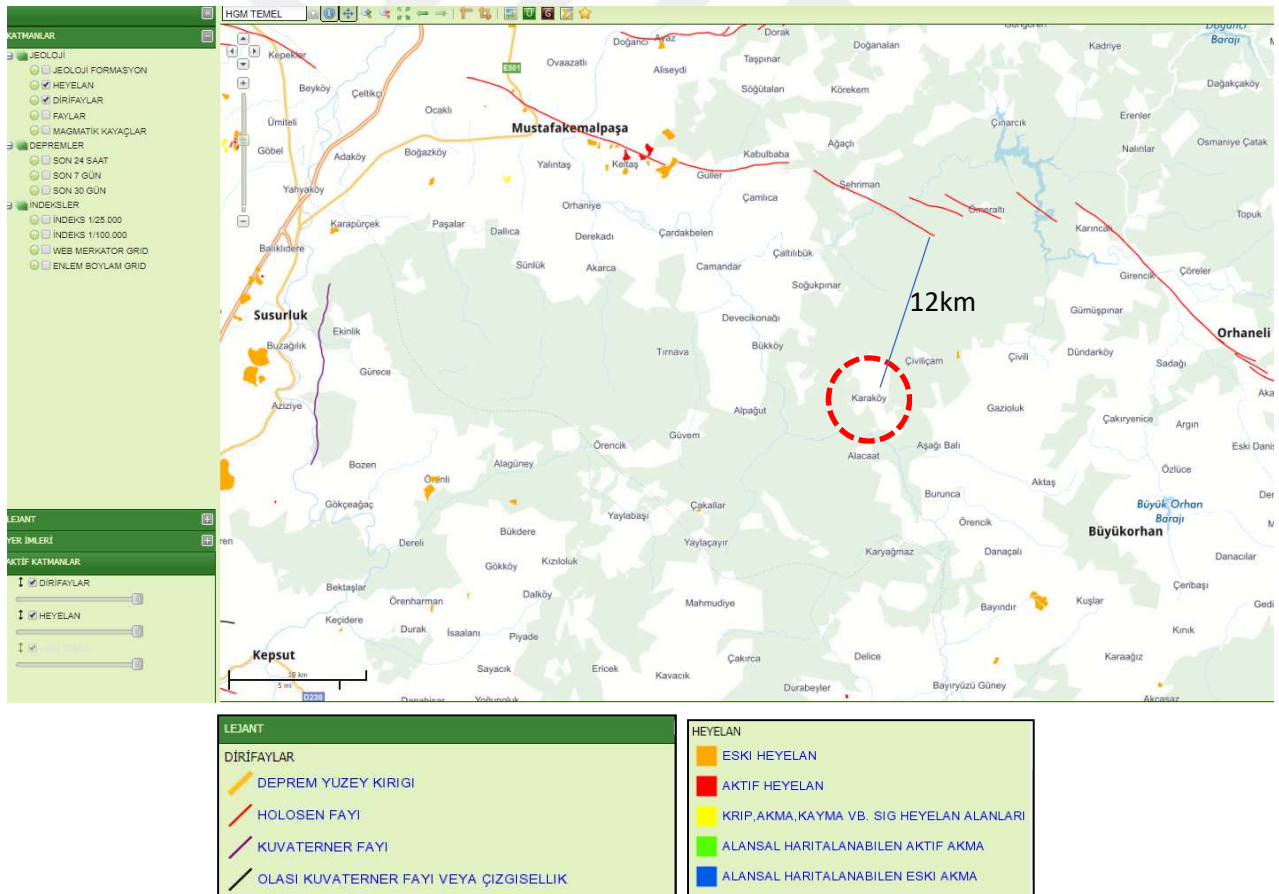 HGM TEMEL
KATMANLAR
JEOLOJİ
JEOLOJİ FORMASYON
HEYELAN
DİRİFAYLAR
FAYLAR
MAGMATİK KAYAÇLAR
DEPREMLER
SON 24 SAAT
SON 7 GÜN
SON 30 GÜN
İNDEKSLER
İNDEKS 1/25.000
İNDEKS 1/100.000
WEB MERKATOR GRID
ENLEM BOYLAM GRID
LEJANT
YER İMLERİ
AKTİF KATMANLAR
DİRİFAYLAR
HEYELAN
Doğancı Ayaz
Dorak
Doğanalan
Kadriye
Doğancı
Barajı
Kepekler
E881
Ovaazatlı
Aliseydi
Taşpınar
Beyköy
Çeltikçi
Söğütalan
Körekem
Dağakçaköy
Ocaklı
Ümiteli
Mustafakemalpaşa
Çınarcık
Erenler
Göbel
Adaköy
Boğazköy
Yalıntaş
Keltaş
Kabulbaba
Ağaçlı
Nalınlar
Osmaniye Çatak
Güller
Yahyaköy
Şehriman
Orhaniye
Çamlıca
Ömeraltı
Topuk
Karapürçek
Paşalar
Dallıca
Derekadı
Çardakbelen
Karıncalı
Balıklıdere
Çaltılıbük
Sünlük
Akarca
Camandar
Soğukpınar
Girencik
Çöreler
12km
Susurluk
Ekinlik
Devecikonağı
Gümüşpınar
Orhaneli
Buzağılık
Tırnava
Bükköy
Çiviliçam
Çivili
Dündarköy
Sadağı
Gürece
Karaköy
Aziziye
Alpağut
Gazioluk
Çakıryenice
Argın
Güvem
Örencik
Aşağı Balı
Alacaat
Eski Danis
Bozen
Alagüney
Özlüce
Örenli
Aktaş
Gökçeağaç
Çakallar
Burunca
Büyük Orhan
Barajı
Yaylabaşı
Örencik
Bükdere
Büyükorhan
Dereli
Yaylaçayır
Karyağmaz
Danaçalı
Danacılar
Gökköy
Kızıloluk
Bektaşlar
Çeribaşı
Örenharman
Dalköy
Mahmudiye
Bayındır
Kuşlar
Keçidere
Durak
İsaalanı
Piyade
Kınık
Kepsut
Çakırca
Delice
Karaağız
10 km
5 mi
Sayacık
Ericek
Kavacık
Durabeyler
Bayıryüzü Güney
D230
Danahisar
Yoğunoluk
Akçasaz
LEJANT
DİRİFAYLAR
DEPREM YUZEY KIRIGI
HOLOSEN FAYI
KUVATERNER FAYI
OLASI KUVATERNER FAYI VEYA ÇIZGISELLIK
HEYELAN
ESKI HEYELAN
AKTIF HEYELAN
KRIP,AKMA,KAYMA VB. SIG HEYELAN ALANLARI
ALANSAL HARITALANABILEN AKTIF AKMA
ALANSAL HARITALANABILEN ESKI AKMA